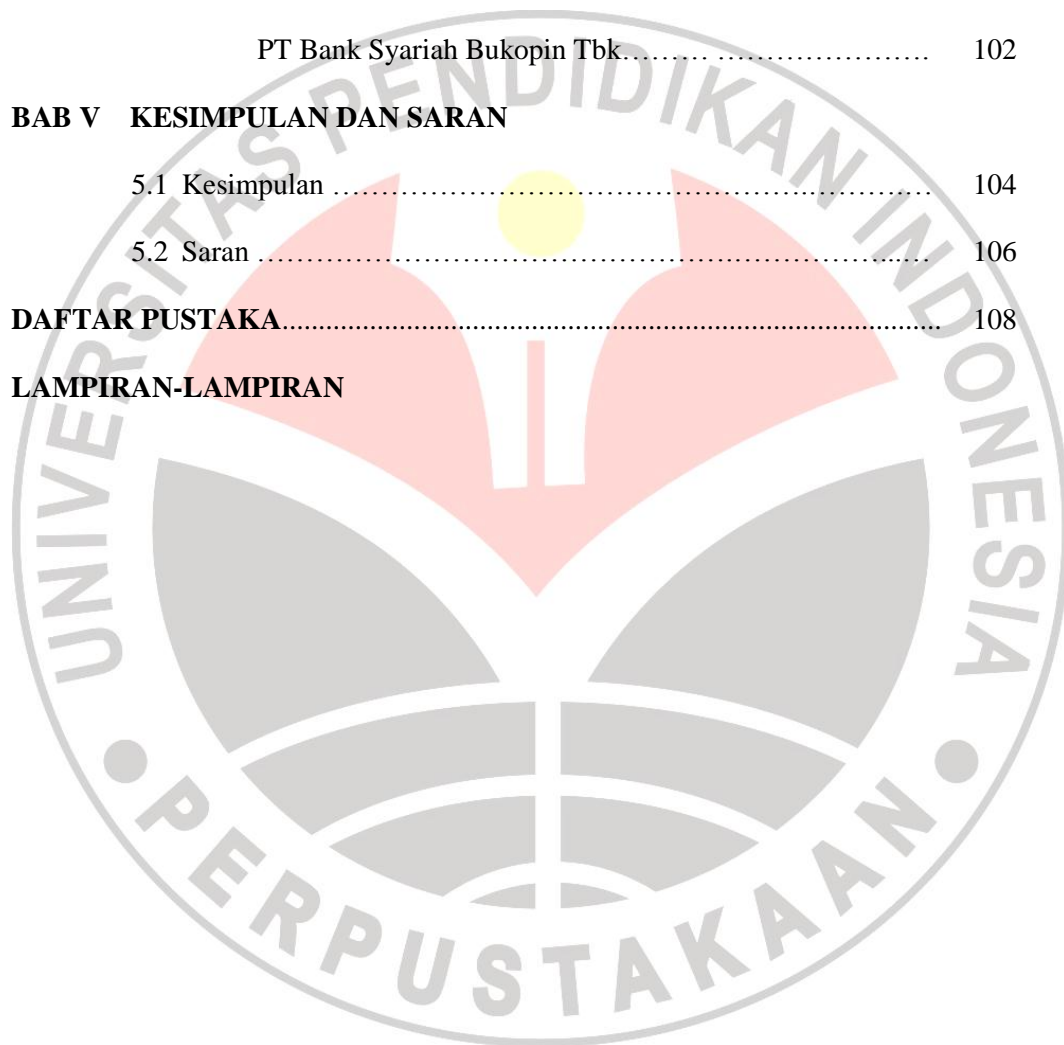 PT Bank Syariah Bukopin Tbk……… …………………. 102
BAB V KESIMPULAN DAN SARAN
5.1 Kesimpulan ……………………………………………………………… 104
5.2 Saran …………………………………………………………………..…. 106
DAFTAR PUSTAKA.......................................................................................... 108
LAMPIRAN-LAMPIRAN
UNIVERSITAS PENDIDIKAN INDONESIA
PERPUSTAKAAN